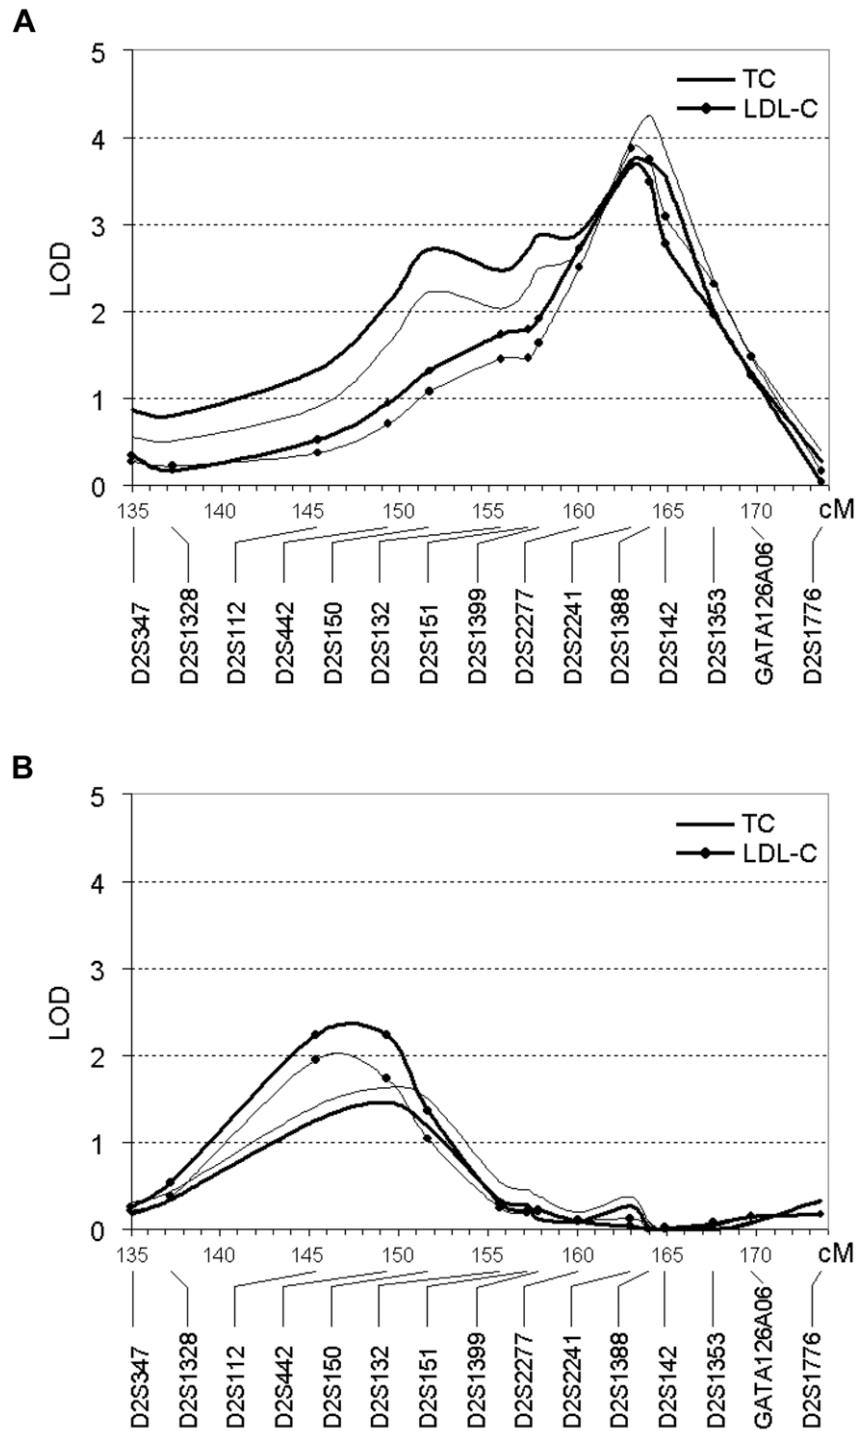 A
5
4
3
2
1
0
LOD
TC
LDL-C
135
140
145
150
155
160
165
170
cM
D2S347
D2S1328
D2S112
D2S442
D2S150
D2S132
D2S151
D2S1399
D2S2277
D2S2241
D2S1388
D2S142
D2S1353
GATA126A06
D2S1776
B
5
4
3
2
1
0
LOD
TC
LDL-C
135
140
145
150
155
160
165
170
cM
D2S347
D2S1328
D2S112
D2S442
D2S150
D2S132
D2S151
D2S1399
D2S2277
D2S2241
D2S1388
D2S142
D2S1353
GATA126A06
D2S1776